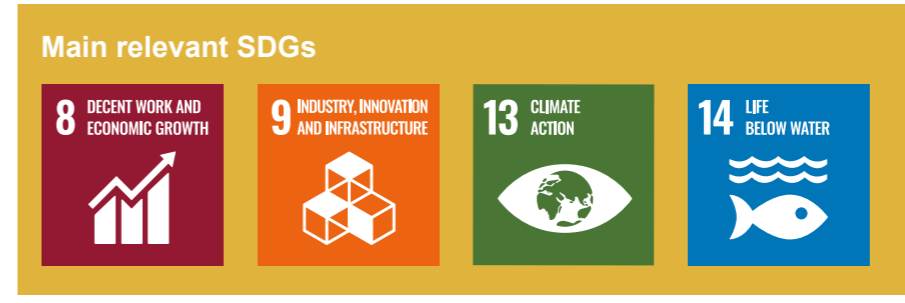 Main relevant SDGs
8 DECENT WORK AND
ECONOMIC GROWTH
9 INDUSTRY, INNOVATION
AND INFRASTRUCTURE
13 CLIMATE
ACTION
14 LIFE
BELOW WATER